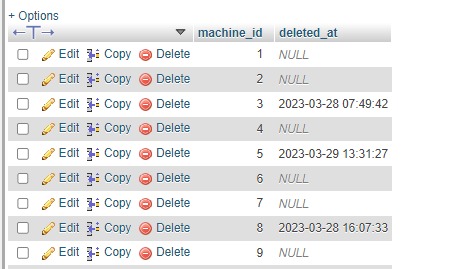 + Options
machine_id deleted_at
Edit Copy Delete 1 NULL
Edit Copy Delete 2 NULL
Edit Copy Delete 3 2023-03-28 07:49:42
Edit Copy Delete 4 NULL
Edit Copy Delete 5 2023-03-29 13:31:27
Edit Copy Delete 6 NULL
Edit Copy Delete 7 NULL
Edit Copy Delete 8 2023-03-28 16:07:33
Edit Copy Delete 9 NULL